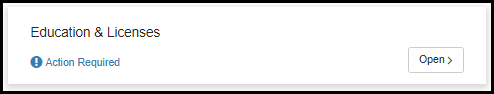 Education & Licenses
Action Required
Open >